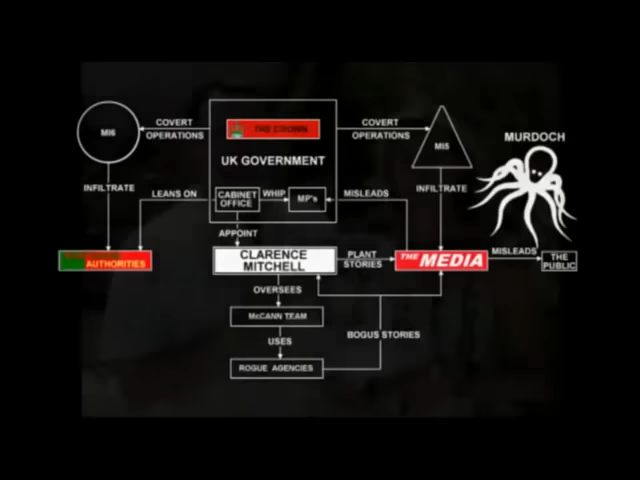 COVERT
OPERATIONS
THE CROWN
COVERT
OPERATIONS
MI6
MI5
MURDOCH
UK GOVERNMENT
INFILTRATE
LEANS ON
CABINET
OFFICE
WHIP
MP's
MISLEADS
INFILTRATE
APPOINT
AUTHORITIES
CLARENCE
MITCHELL
PLANT
STORIES
THE MEDIA
MISLEADS
THE
PUBLIC
OVERSEES
McCANN TEAM
USES
BOGUS STORIES
ROGUE AGENCIES